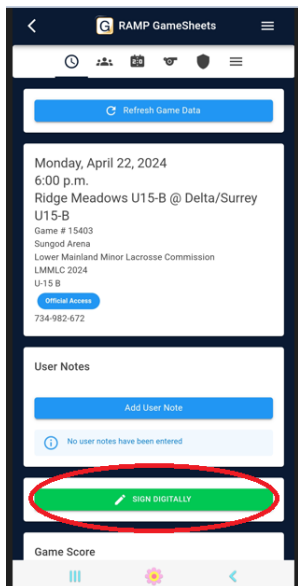 RAMP GameSheets
Refresh Game Data
Monday, April 22, 2024
6:00 p.m.
Ridge Meadows U15-B @ Delta/Surrey
U15-B
Game # 15403
Sungod Arena
Lower Mainland Minor Lacrosse Commission
LMMLC 2024
U-15 B
Official Access
734-982-672
User Notes
Add User Note
No user notes have been entered
SIGN DIGITALLY
Game Score